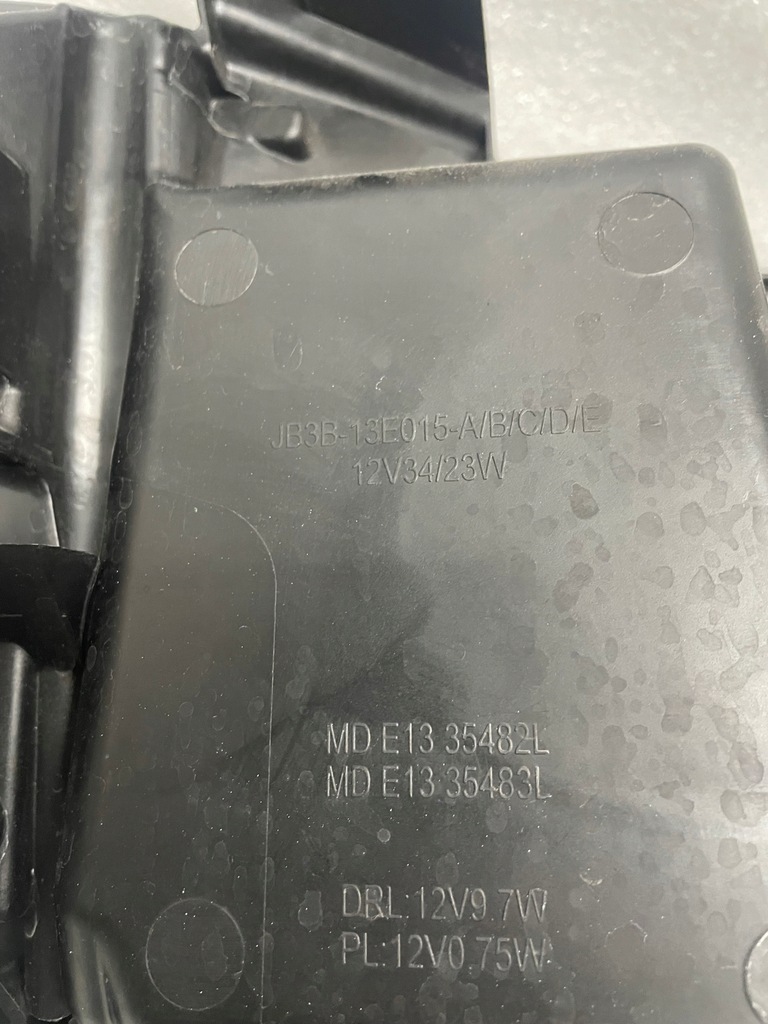 JB3B-13E015-A/B/C/D/E
12V34/23W
MD E13 35482L
MD E13 35483L
DRL:12V9.7W
PL:12V0.75W